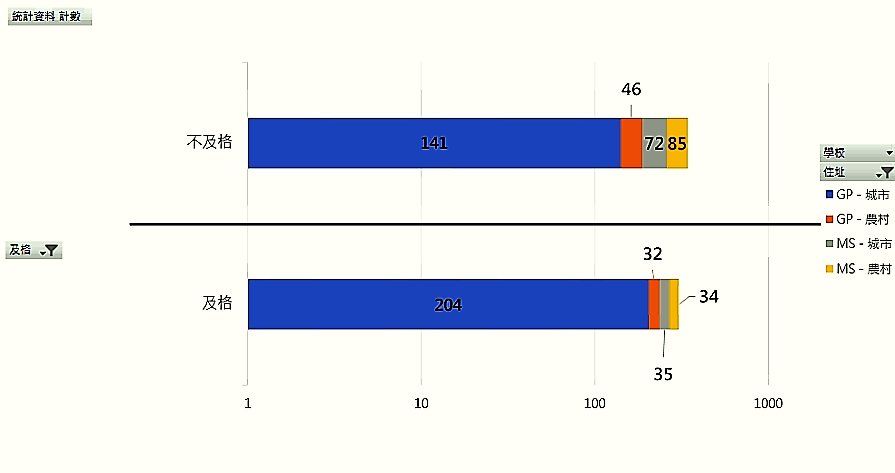 統計資料 計數
46
不及格
141
72
85
學校
住址
GP - 城市
GP - 農村
MS - 城市
MS - 農村
及格
32
及格
204
34
35
1
10
100
1000